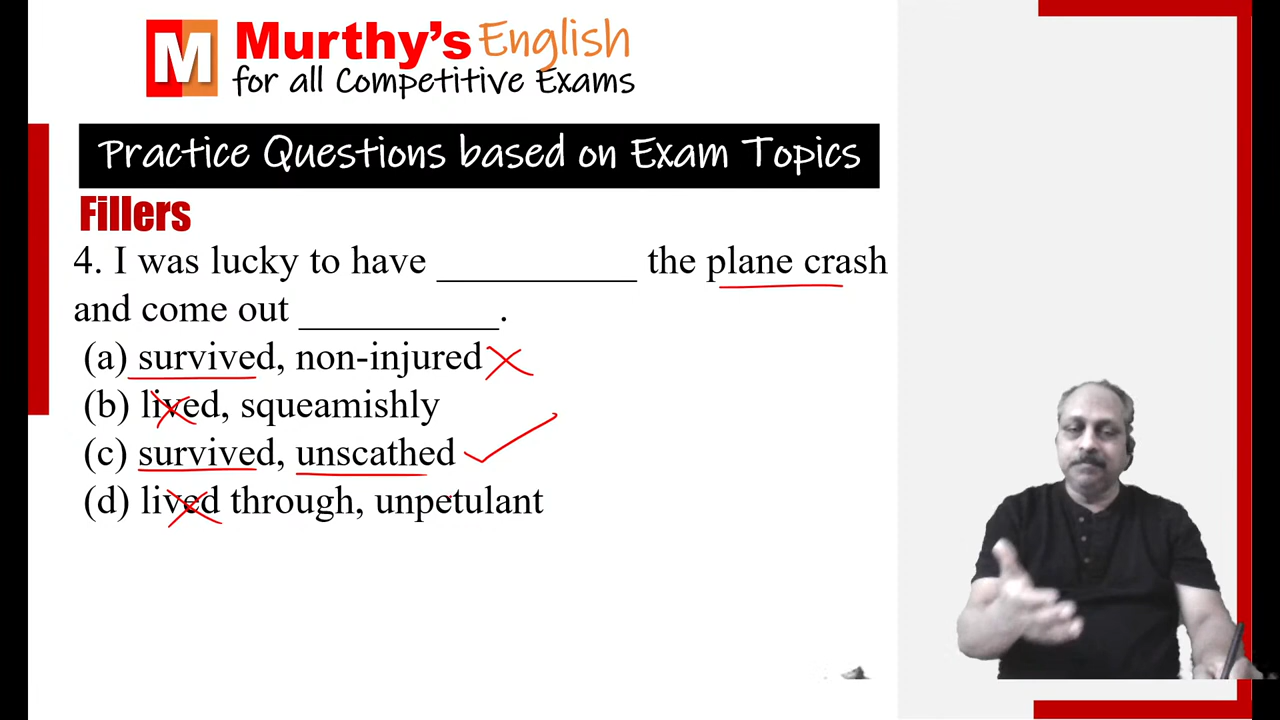 M Murthy's English
for all Competitive Exams
Practice Questions based on Exam Topics
Fillers
4. I was lucky to have ___________ the plane crash
and come out ___________.
(a) survived, non-injured
(b) lived, squeamishly
(c) survived, unscathed
(d) lived through, unpetulant